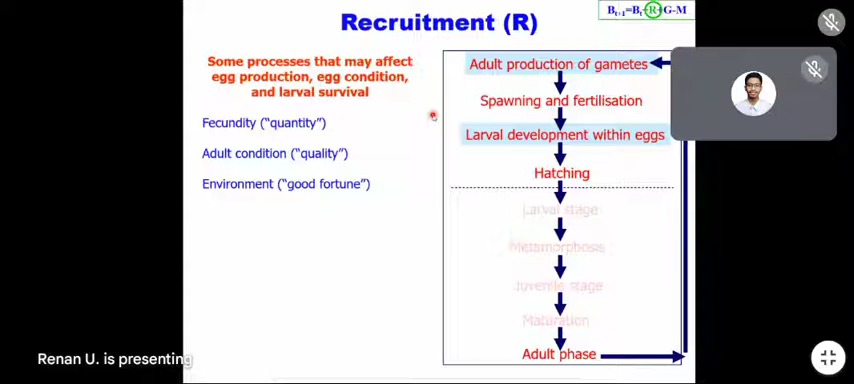 Bt+1=Bt+R+G-M
Recruitment (R)
Some processes that may affect
egg production, egg condition,
and larval survival
Fecundity ("quantity")
Adult condition ("quality")
Environment ("good fortune")
Adult production of gametes
Spawning and fertilisation
Larval development within eggs
Hatching
Larval stage
Metamorphosis
Juvenile stage
Maturation
Adult phase
Renan U. is presenting